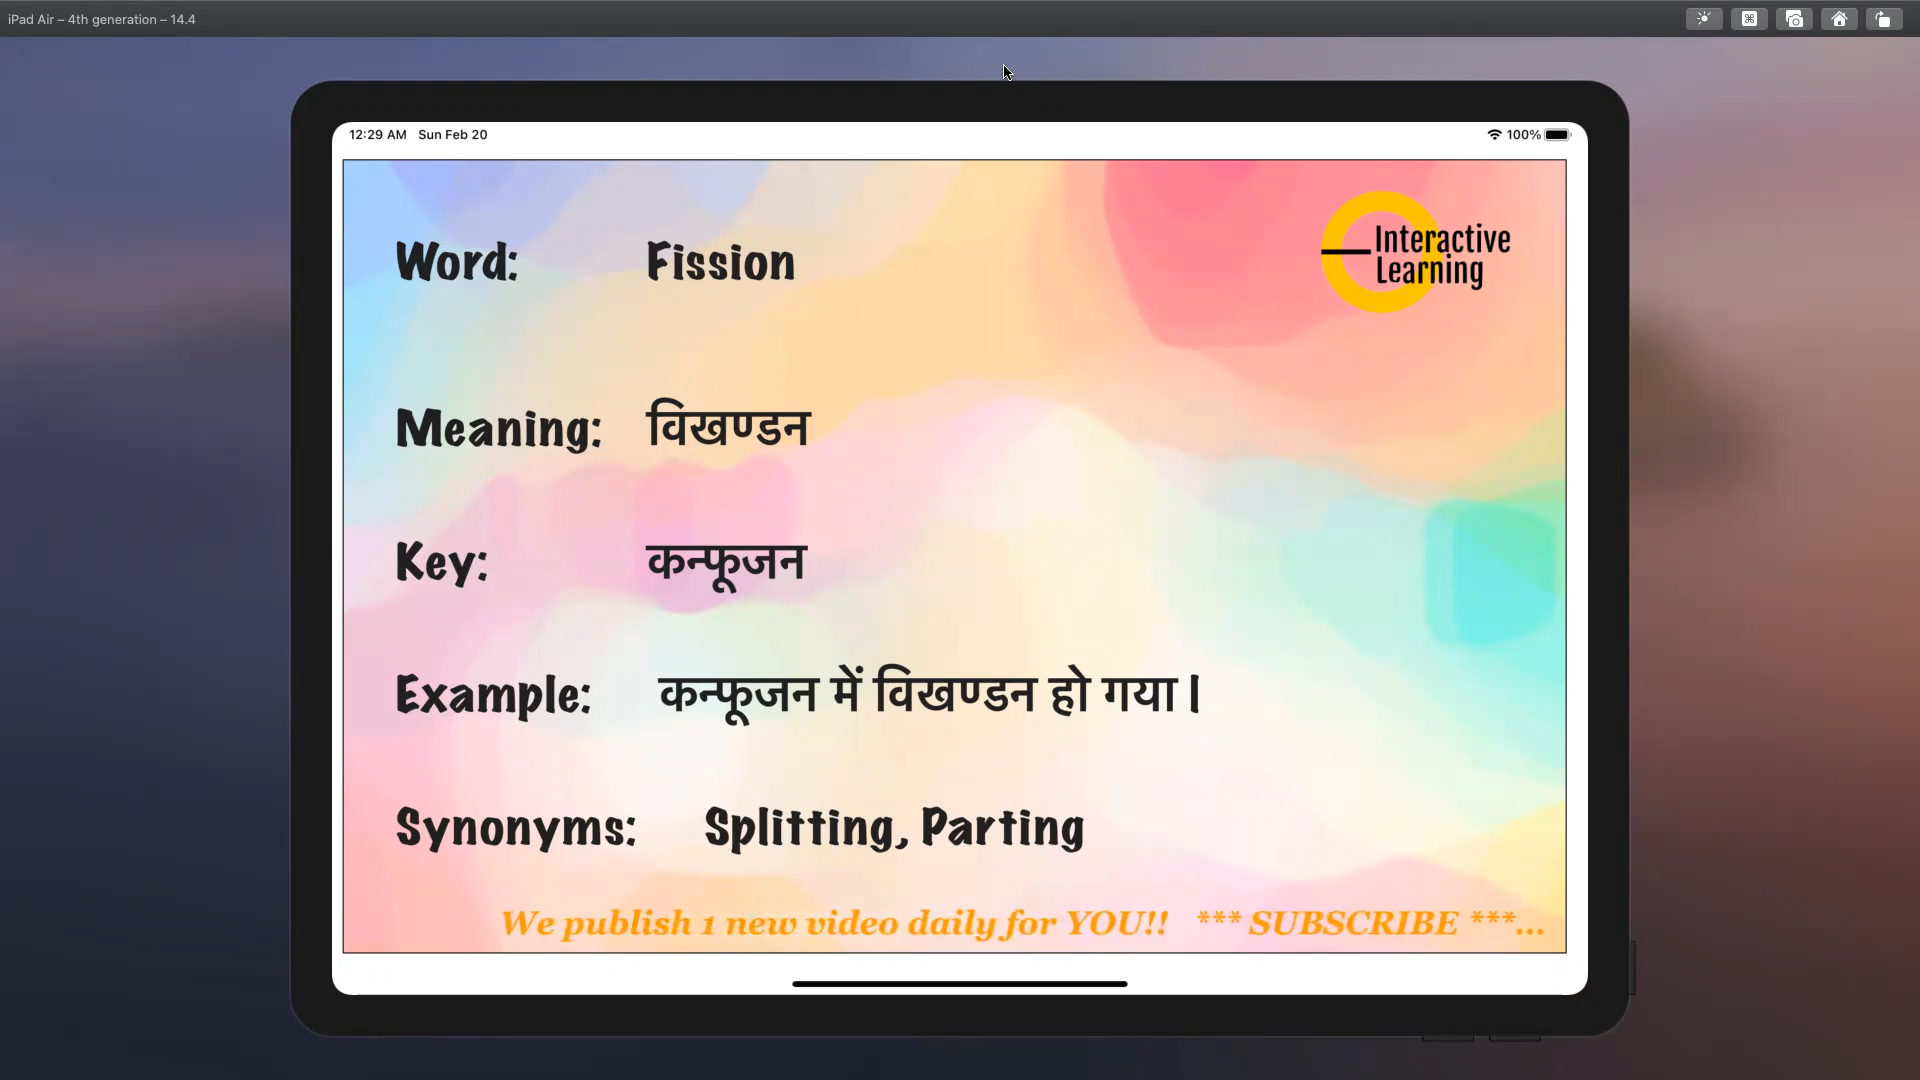 iPad Air – 4th generation – 14.4
12:29 AM Sun Feb 20
100%
Interactive
Learning
Word: Fission
Meaning: विखण्डन
Key: कन्फूजन
Example: कन्फूजन में विखण्डन हो गया।
Synonyms: Splitting, Parting
We publish 1 new video daily for YOU!! *** SUBSCRIBE ***...